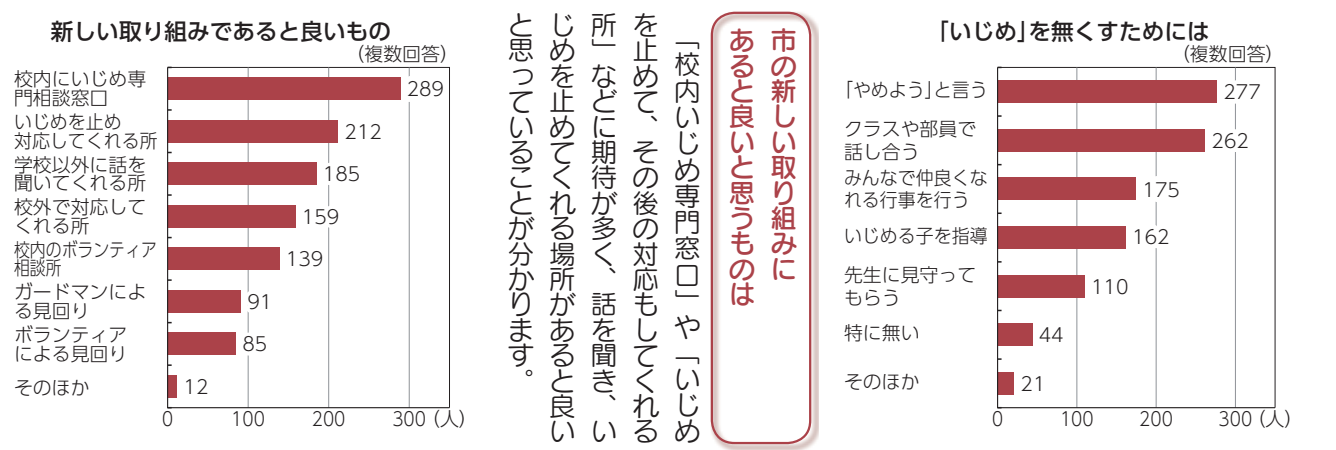 「いじめ」を無くすためには
(複数回答)
「やめよう」と言う
277
クラスや部員で
話し合う
262
みんなで仲良くな
れる行事を行う
175
いじめる子を指導
162
先生に見守って
もらう
110
特に無い
44
そのほか
21
0
100
200
300
(人)
市の新しい取り組みに
あると良いと思うものは
「校内いじめ専門窓口」や「いじめ
を止めて、その後の対応もしてくれる
所」などに期待が多く、話を聞き、い
じめを止めてくれる場所があると良い
と思っていることが分かります。
新しい取り組みであると良いもの
(複数回答)
校内にいじめ専
門相談窓口
289
いじめを止め
対応してくれる所
212
学校以外に話を
聞いてくれる所
185
校外で対応して
くれる所
159
校内のボランティア
相談所
139
ガードマンによ
る見回り
91
ボランティア
による見回り
85
そのほか
12
0
100
200
300
(人)